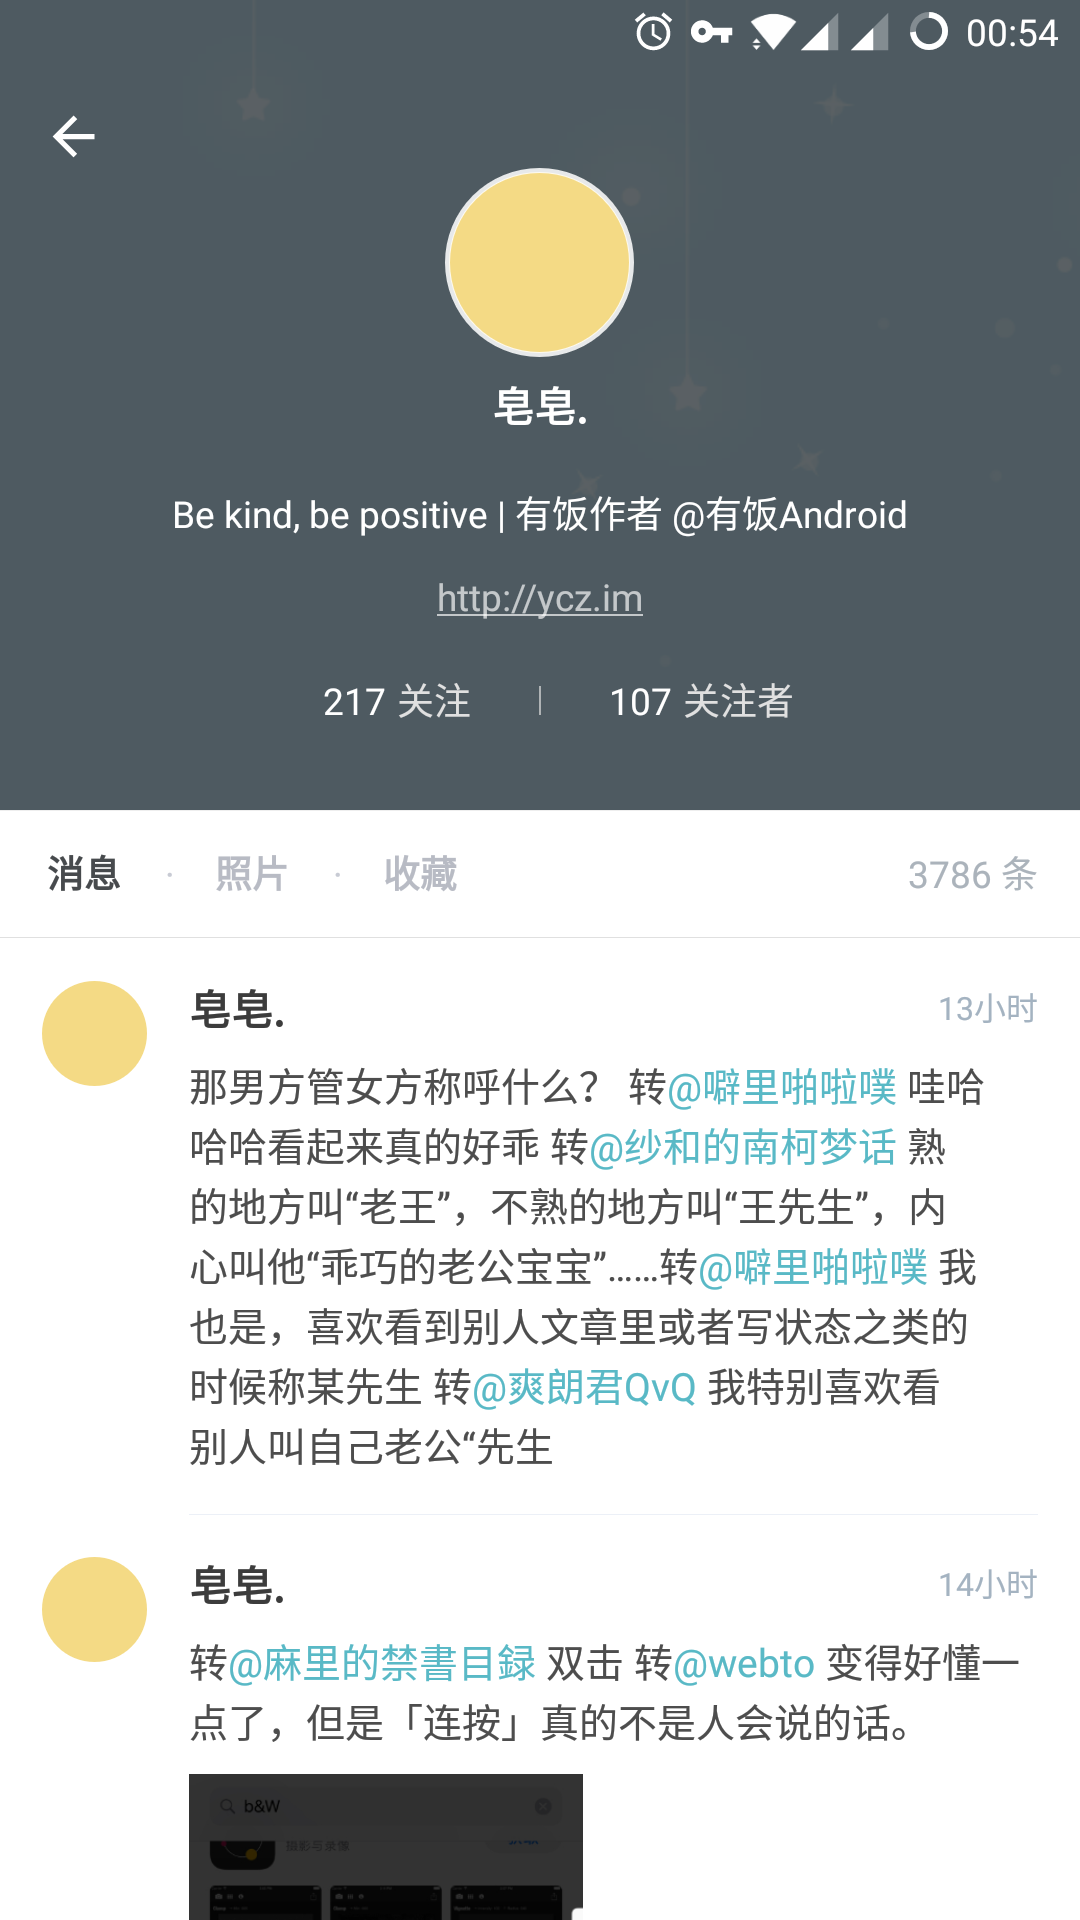 00:54
皂皂.
Be kind, be positive | 有饭作者 @有饭Android
http://ycz.im
217 关注 107 关注者
消息 · 照片 · 收藏 3786 条
皂皂. 13小时
那男方管女方称呼什么？ 转@噼里啪啦噗 哇哈
哈哈看起来真的好乖 转@纱和的南柯梦话 熟
的地方叫“老王”，不熟的地方叫“王先生”，内
心叫他“乖巧的老公宝宝”……转@噼里啪啦噗 我
也是，喜欢看到别人文章里或者写状态之类的
时候称某先生 转@爽朗君QvQ 我特别喜欢看
别人叫自己老公“先生
皂皂. 14小时
转@麻里的禁書目録 双击 转@webto 变得好懂一
点了，但是「连按」真的不是人会说的话。
b&W
摄影与录像